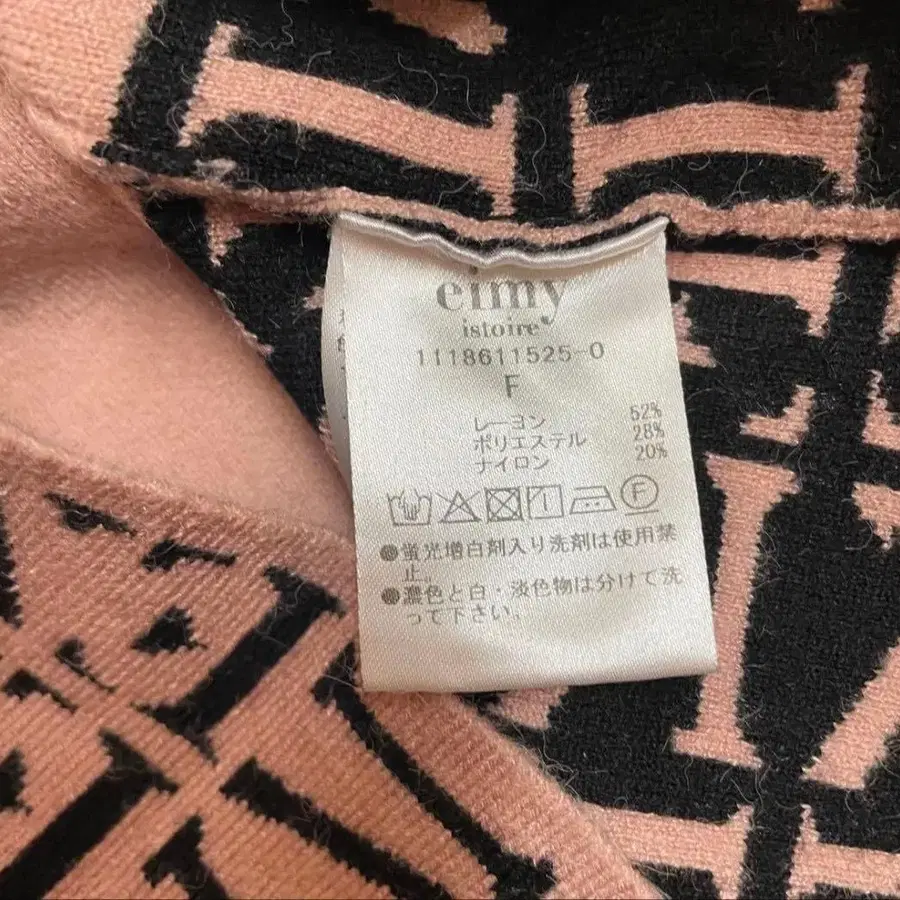 eimy
istoire
1118611525-0
F
レーヨン 52%
ポリエステル 28%
ナイロン 20%
F
●蛍光増白剤入り洗剤は使用禁
止。
●濃色と白・淡色物は分けて洗
って下さい。